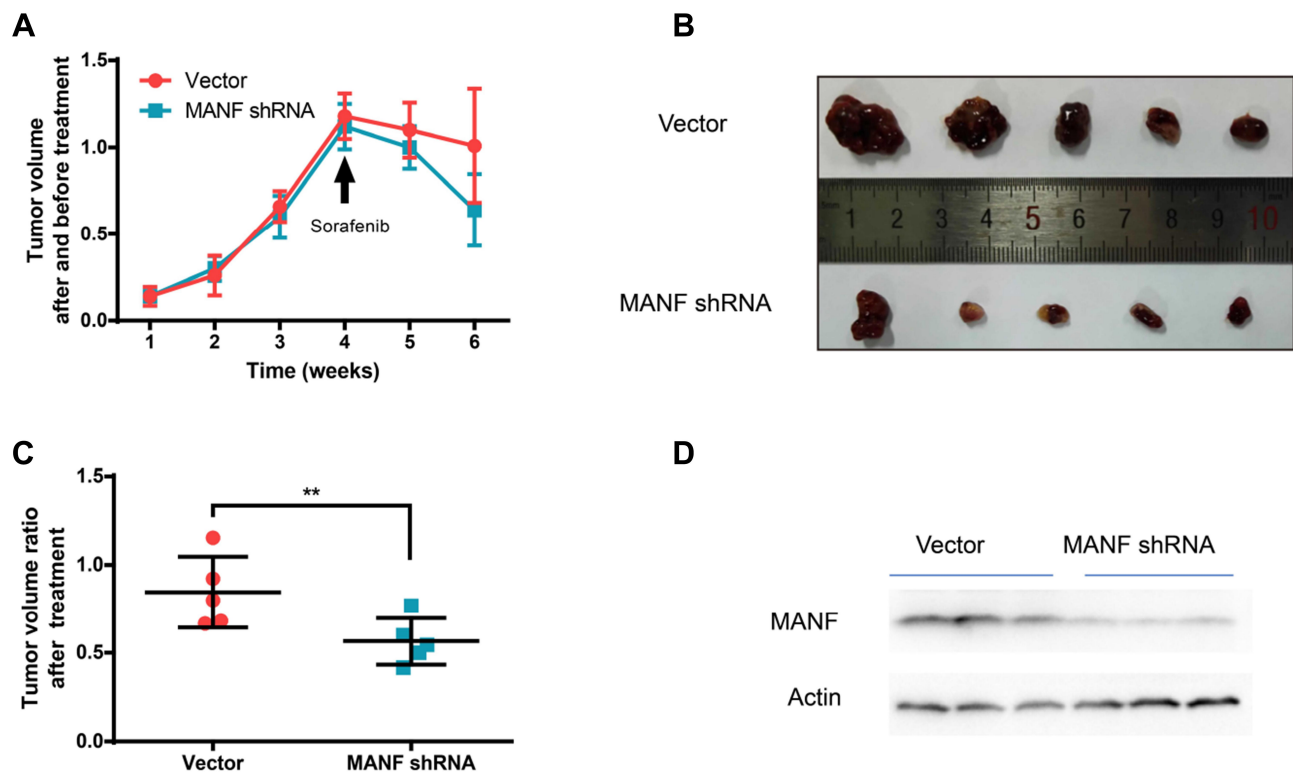 A
1.5
1.0
0.5
0.0
Tumor volume
after and before treatment
Vector
MANF shRNA
Sorafenib
1 2 3 4 5 6
Time (weeks)
B
Vector
1 2 3 4 5 6 7 8 9 10
MANF shRNA
C
1.5
1.0
0.5
0.0
Tumor volume ratio
after treatment
**
Vector MANF shRNA
D
Vector MANF shRNA
MANF
Actin